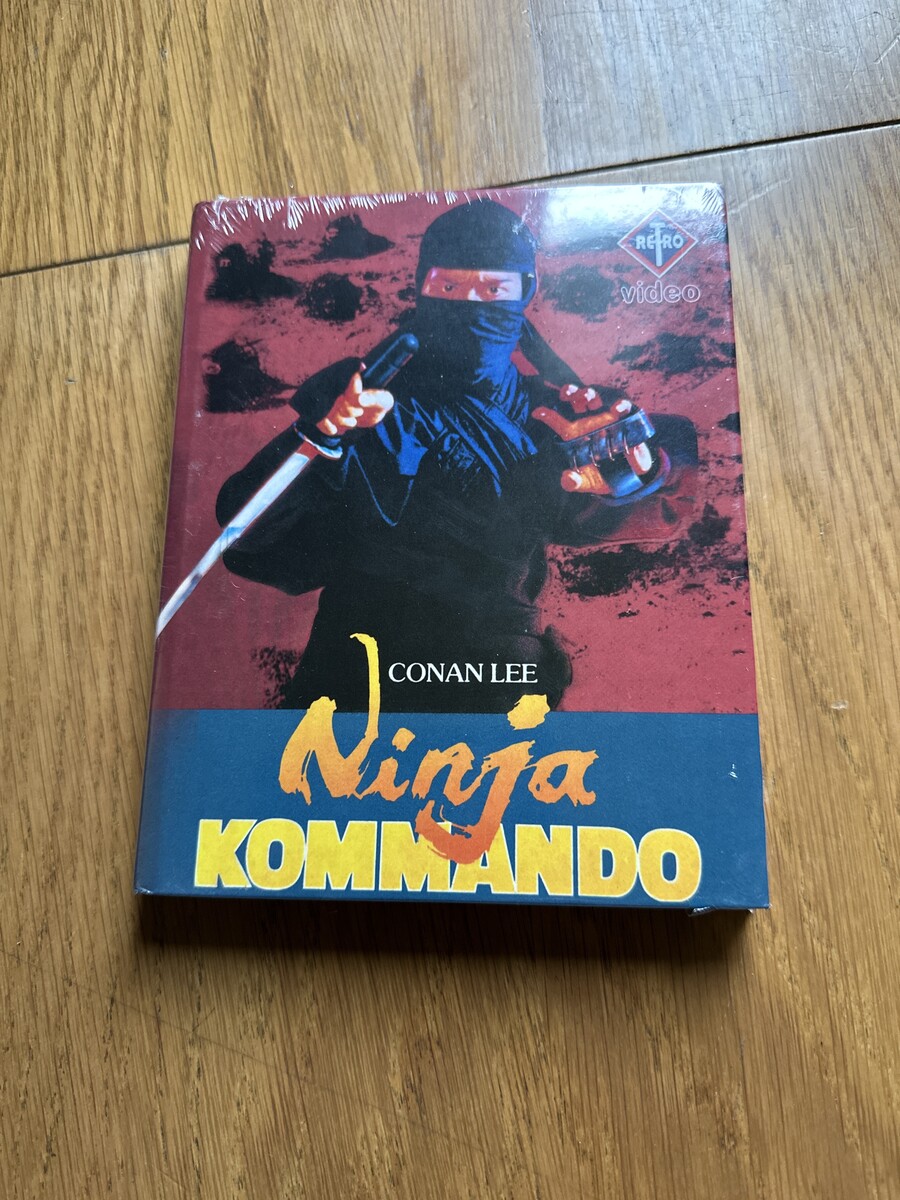 RETRO
video
CONAN LEE
Ninja
KOMMANDO